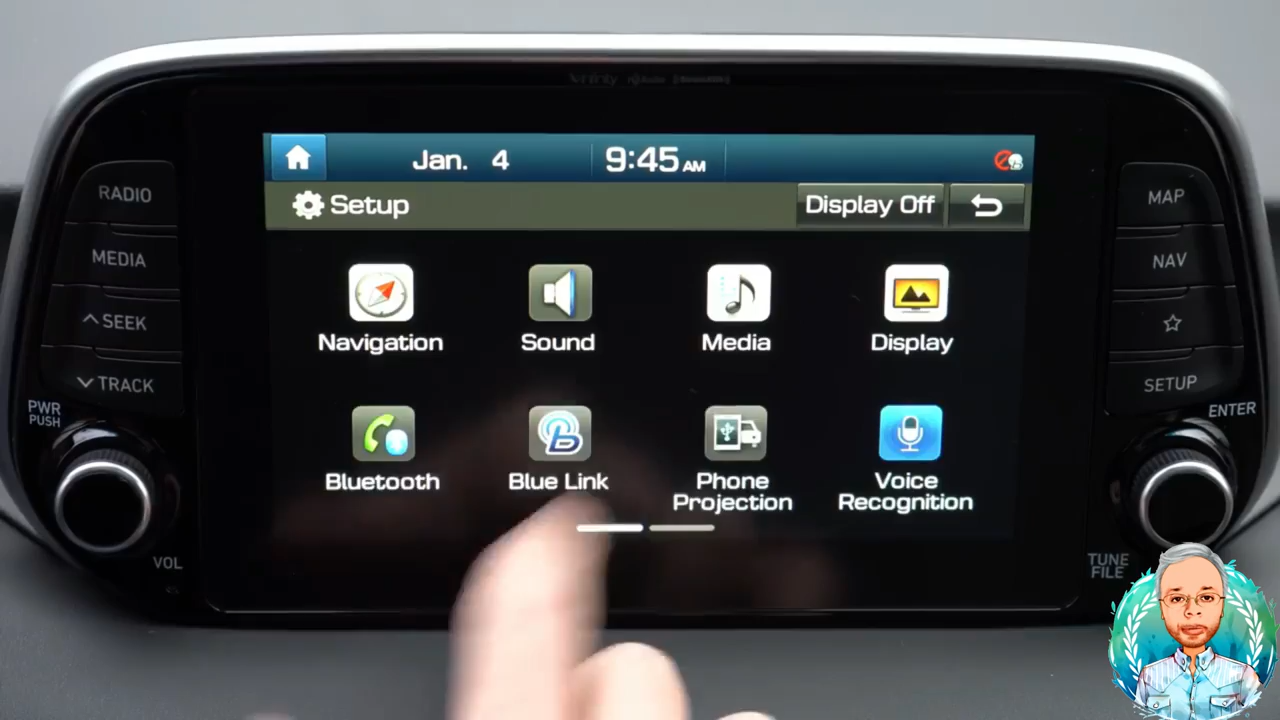 Jan. 4
9:45 AM
Setup
Display Off
RADIO
MEDIA
SEEK
TRACK
PWR
PUSH
VOL
Navigation
Sound
Media
Display
Bluetooth
Blue Link
Phone
Projection
Voice
Recognition
MAP
NAV
SETUP
ENTER
TUNE
FILE